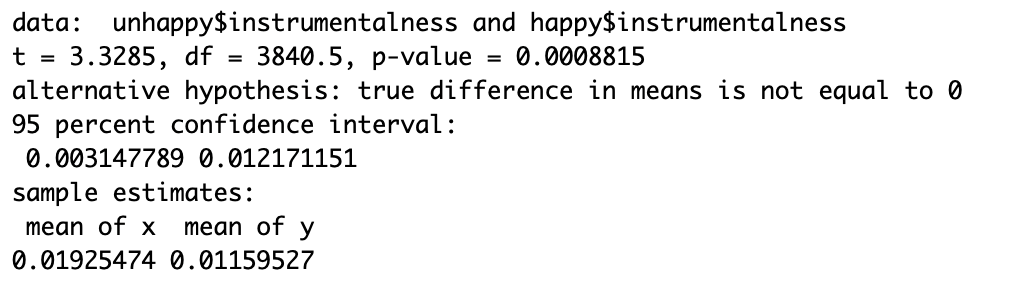 data:  unhappy$instrumentalness and happy$instrumentalness
t = 3.3285, df = 3840.5, p-value = 0.0008815
alternative hypothesis: true difference in means is not equal to 0
95 percent confidence interval:
 0.003147789 0.012171151
sample estimates:
 mean of x  mean of y
0.01925474 0.01159527